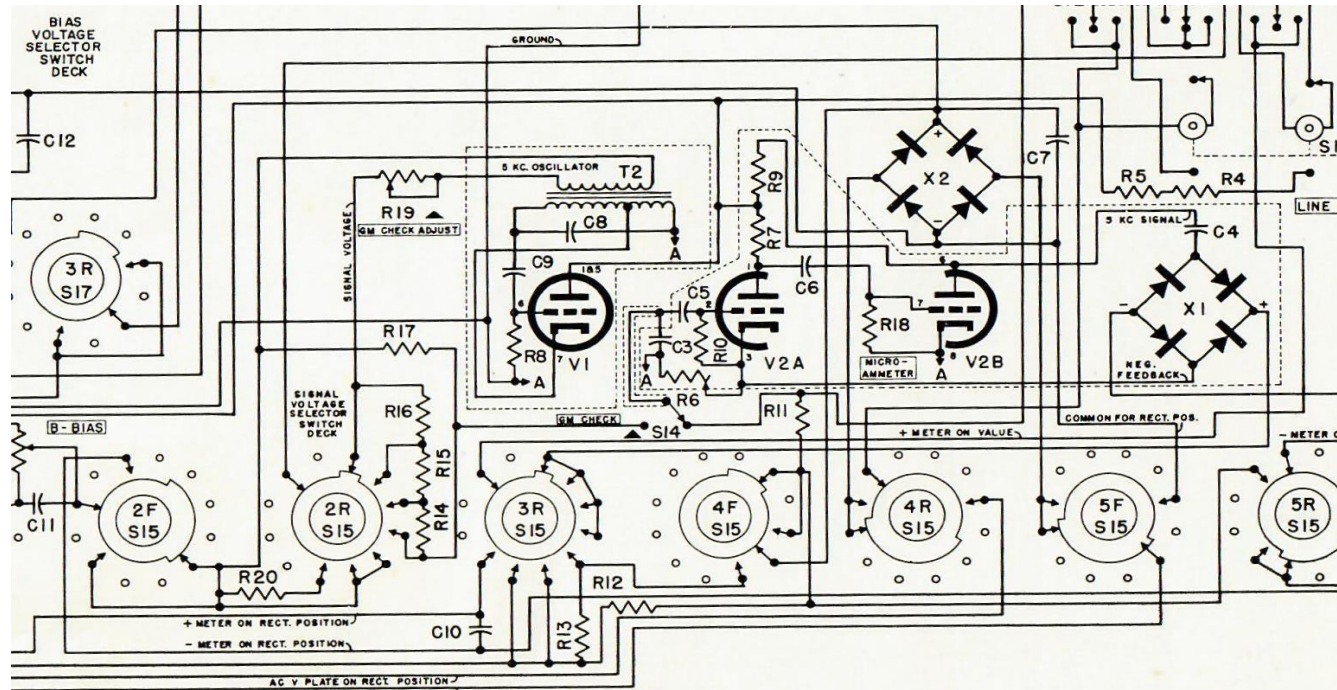 BIAS
VOLTAGE
SELECTOR
SWITCH
DECK
GROUND
C12
5 KC. OSCILLATOR
T2
R19
GM CHECK ADJUST
SIGNAL VOLTAGE
C8
A
C9
1&5
6
R8
7
V1
A
R9
R7
X2
+
-
C7
R5
R4
LINE
5 KC SIGNAL
C4
X1
-
+
NEG.
FEEDBACK
3R
S17
R17
C5
2
1
C3
R10
3
V2A
A
R6
C6
7
6
R18
8
V2B
A
MICRO-
AMMETER
GM CHECK
S14
R11
+ METER ON VALUE
COMMON FOR RECT. POS.
- METER
B-BIAS
SIGNAL
VOLTAGE
SELECTOR
SWITCH
DECK
R16
R15
R14
C11
2F
S15
2R
S15
3R
S15
4F
S15
4R
S15
5F
S15
5R
S15
R20
R12
R13
C10
+ METER ON RECT. POSITION
- METER ON RECT. POSITION
AC V PLATE ON RECT. POSITION